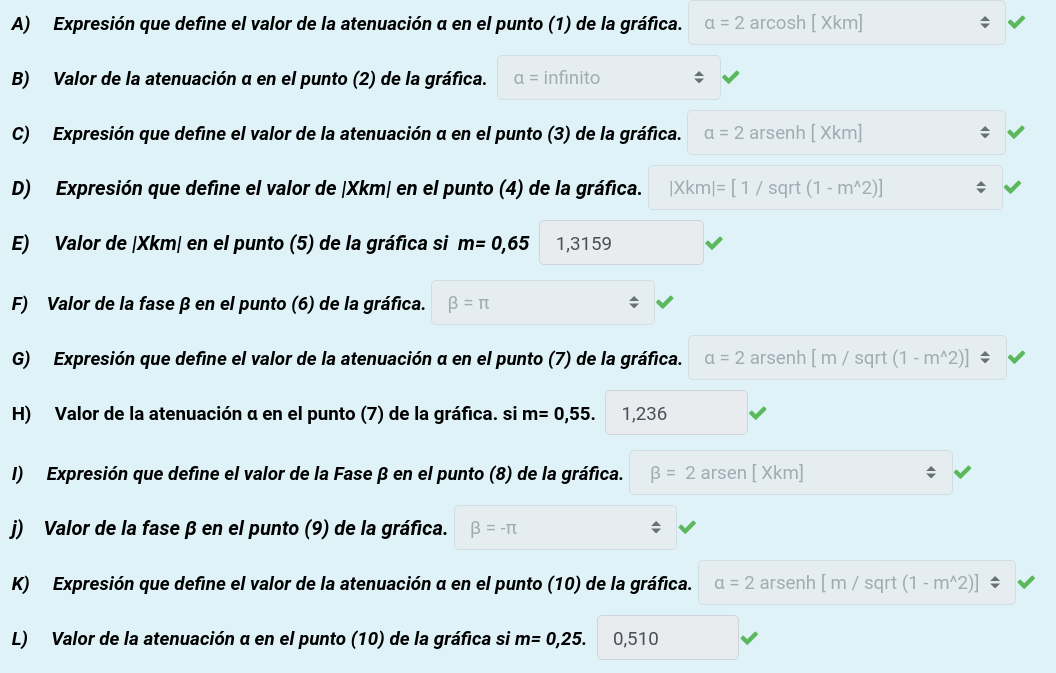 A) Expresión que define el valor de la atenuación α en el punto (1) de la gráfica. α = 2 arcosh [ Xkm]
B) Valor de la atenuación α en el punto (2) de la gráfica. α = infinito
C) Expresión que define el valor de la atenuación α en el punto (3) de la gráfica. α = 2 arsenh [ Xkm]
D) Expresión que define el valor de |Xkm| en el punto (4) de la gráfica. |Xkm|= [ 1 / sqrt (1 - m^2)]
E) Valor de |Xkm| en el punto (5) de la gráfica si m= 0,65 1,3159
F) Valor de la fase β en el punto (6) de la gráfica. β = π
G) Expresión que define el valor de la atenuación α en el punto (7) de la gráfica. α = 2 arsenh [ m / sqrt (1 - m^2)]
H) Valor de la atenuación α en el punto (7) de la gráfica. si m= 0,55. 1,236
I) Expresión que define el valor de la Fase β en el punto (8) de la gráfica. β = 2 arsen [ Xkm]
j) Valor de la fase β en el punto (9) de la gráfica. β = -π
K) Expresión que define el valor de la atenuación α en el punto (10) de la gráfica. α = 2 arsenh [ m / sqrt (1 - m^2)]
L) Valor de la atenuación α en el punto (10) de la gráfica si m= 0,25. 0,510